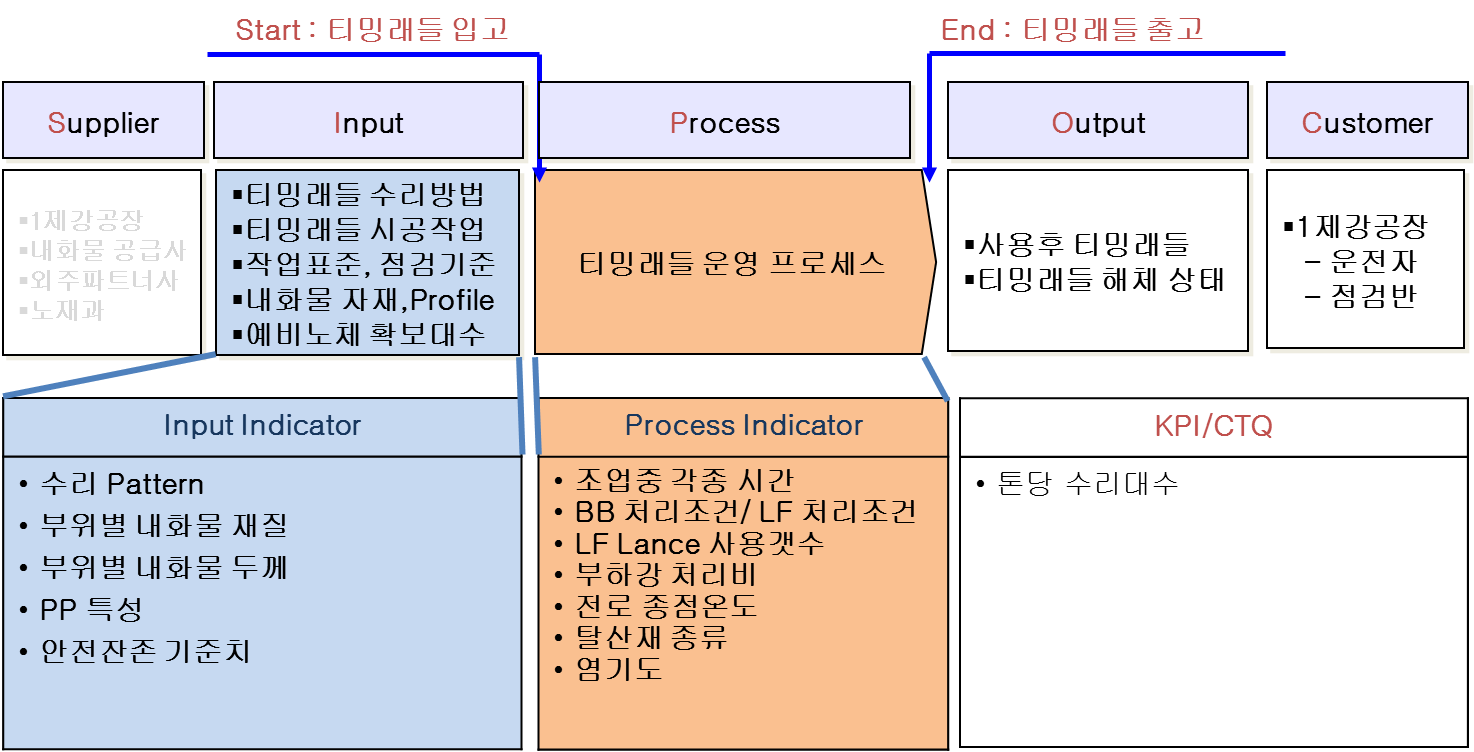 Start : 티밍래들 입고
End : 티밍래들 출고
Supplier
Input
Process
Output
Customer
▪1제강공장
▪내화물 공급사
▪외주파트너사
▪노재과
▪티밍래들 수리방법
▪티밍래들 시공작업
▪작업표준, 점검기준
▪내화물 자재,Profile
▪예비노체 확보대수
티밍래들 운영 프로세스
▪사용후 티밍래들
▪티밍래들 해체 상태
▪1제강공장
– 운전자
– 점검반
Input Indicator
• 수리 Pattern
• 부위별 내화물 재질
• 부위별 내화물 두께
• PP 특성
• 안전잔존 기준치
Process Indicator
• 조업중 각종 시간
• BB 처리조건/ LF 처리조건
• LF Lance 사용갯수
• 부하강 처리비
• 전로 종점온도
• 탈산재 종류
• 염기도
KPI/CTQ
• 톤당 수리대수